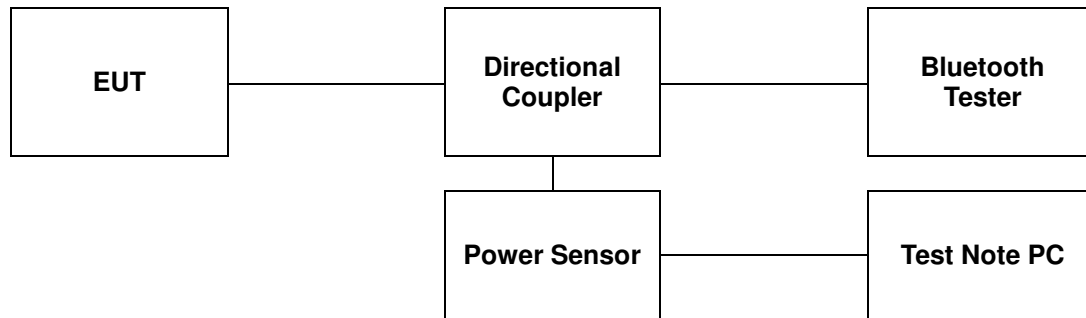 EUT
Directional
Coupler
Bluetooth
Tester
Power Sensor
Test Note PC